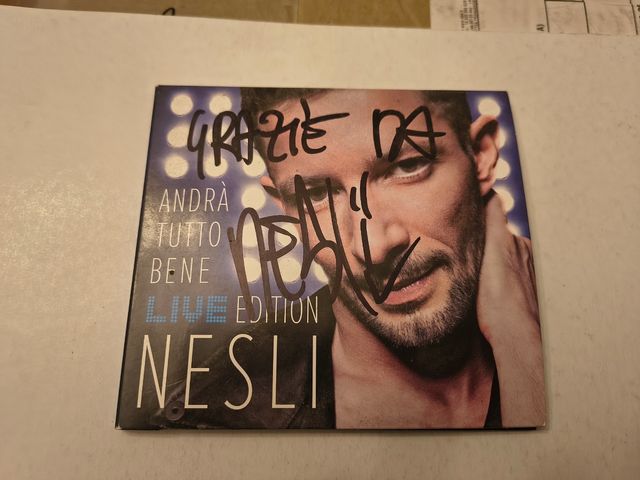 GRAZIE DA
NESLI
ANDRÀ
TUTTO
BENE
LIVE EDITION
NESLI